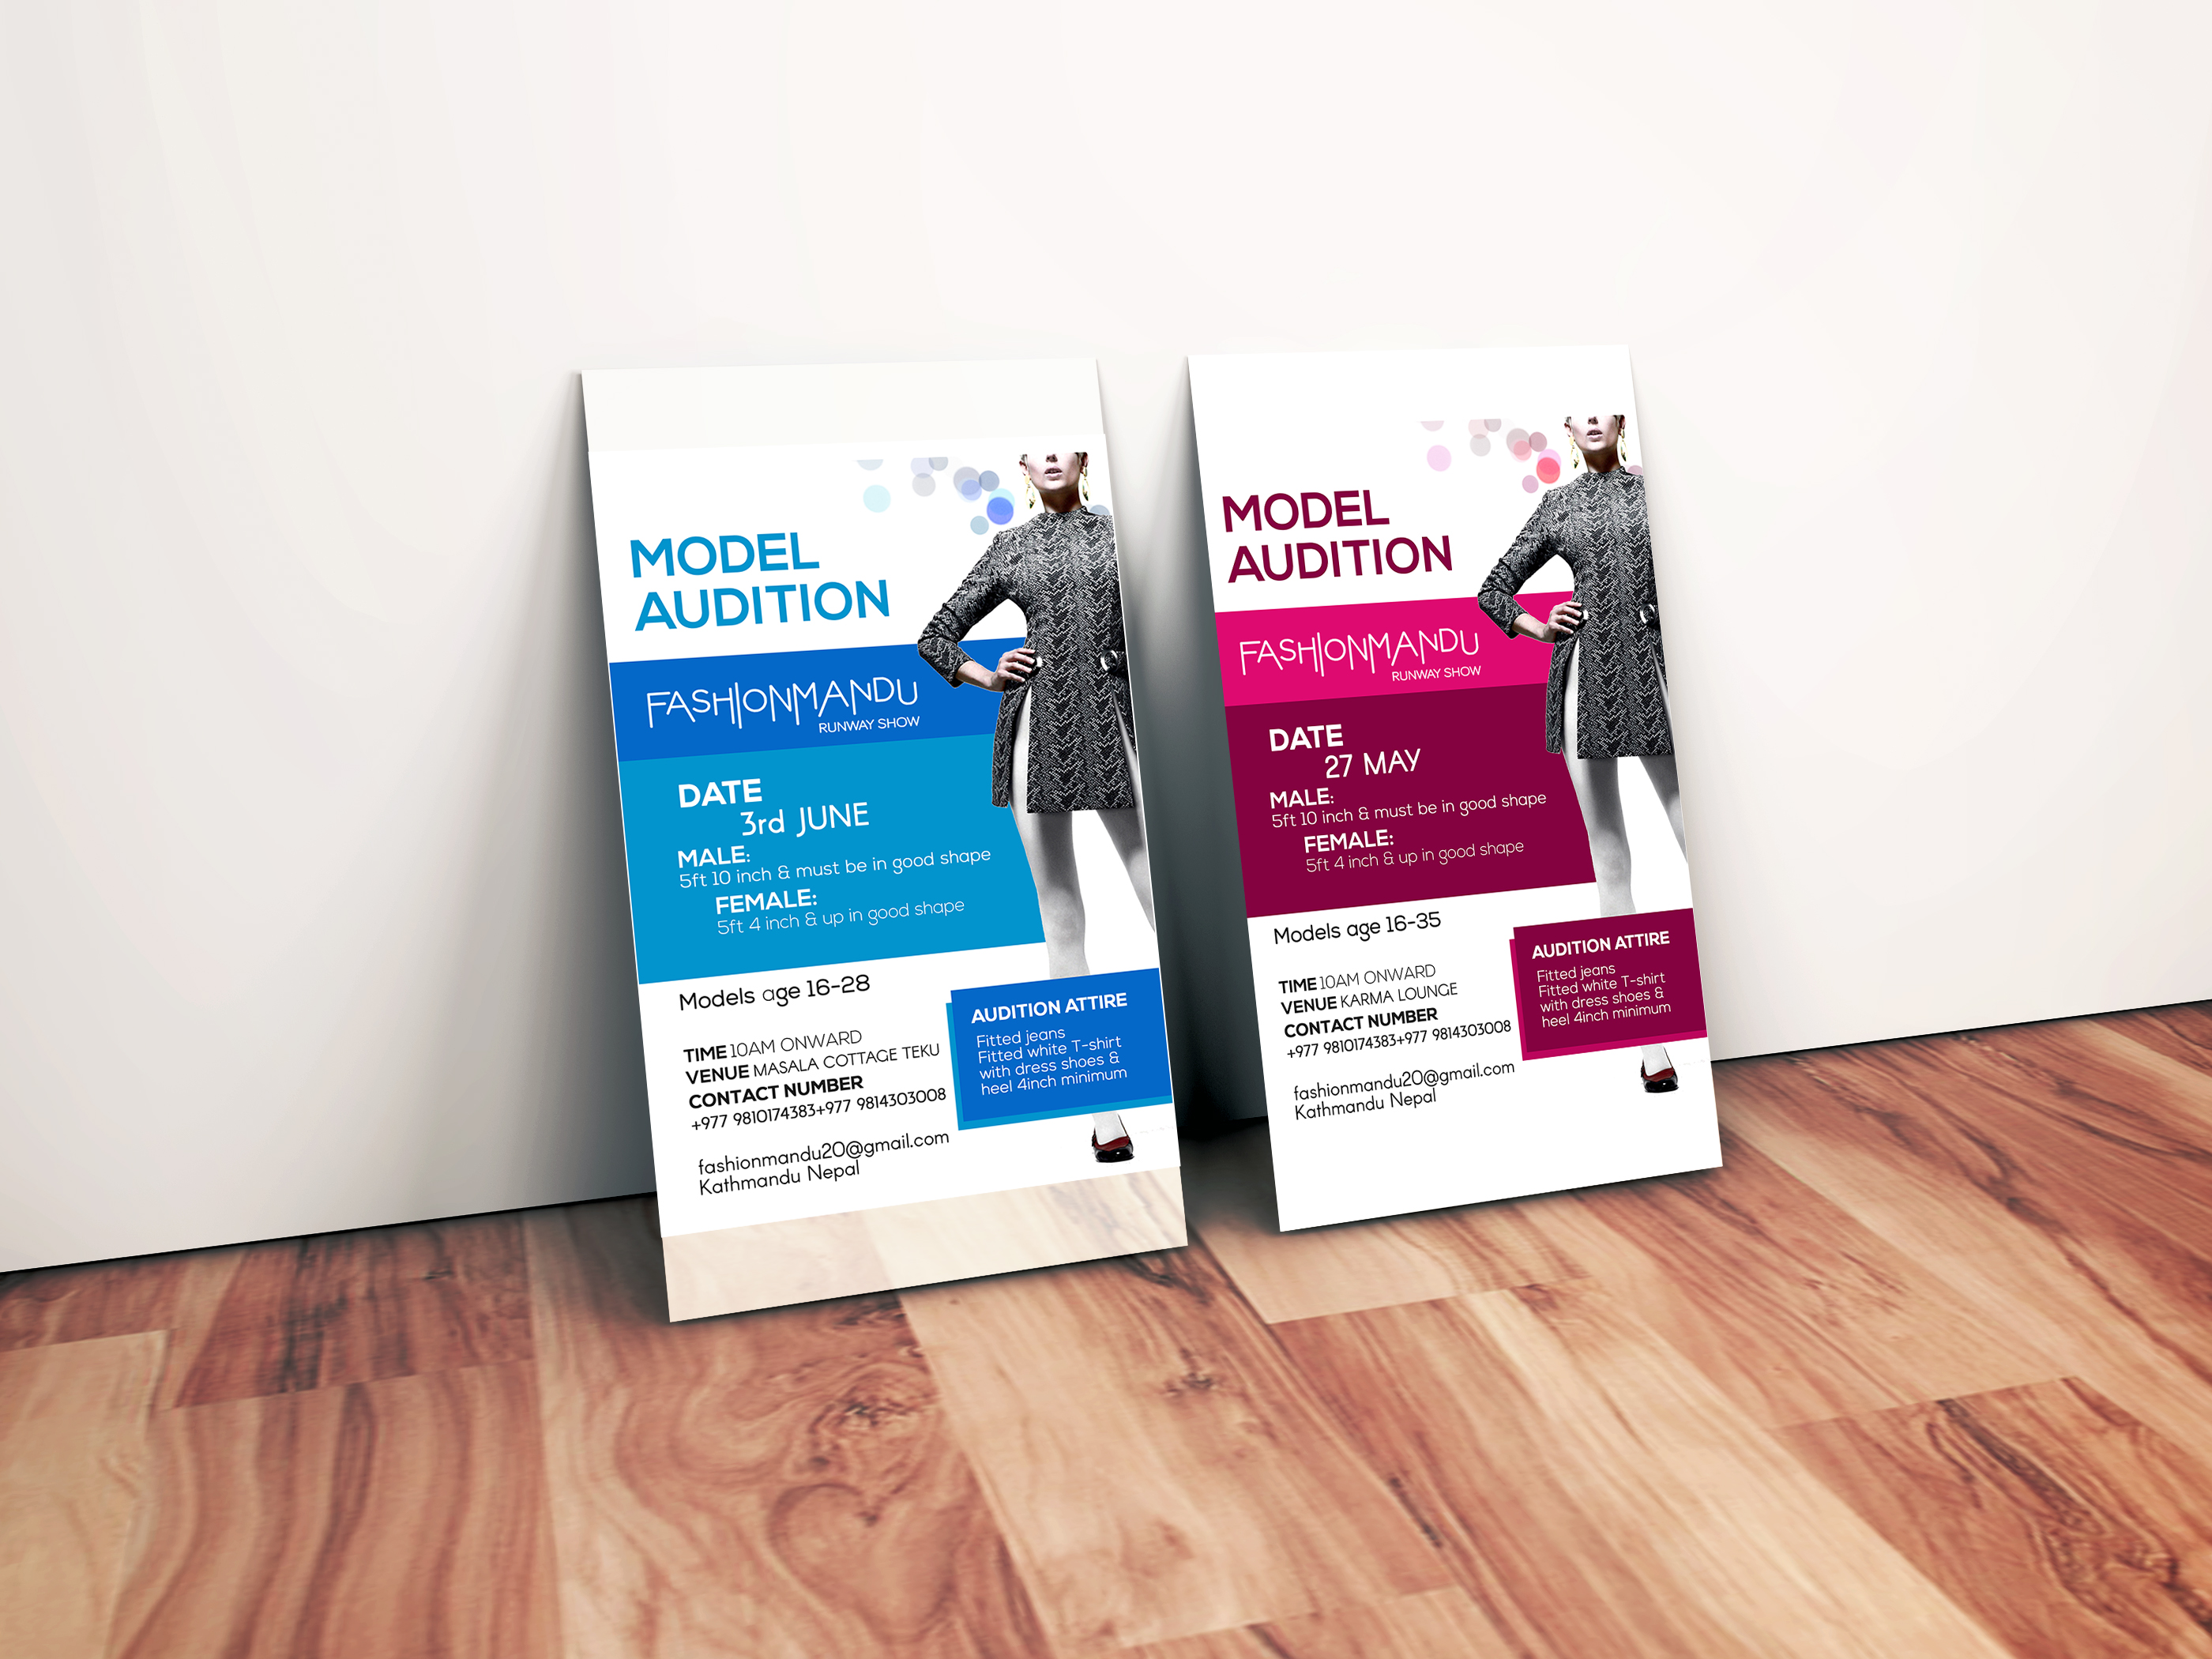 MODEL
AUDITION
FASHIONMANDU
RUNWAY SHOW
DATE
3rd JUNE
MALE:
5ft 10 inch & must be in good shape
FEMALE:
5ft 4 inch & up in good shape
Models age 16-28
TIME 10AM ONWARD
VENUE MASALA COTTAGE TEKU
CONTACT NUMBER
+977 9810174383+977 9814303008
fashionmandu20@gmail.com
Kathmandu Nepal
AUDITION ATTIRE
Fitted jeans
Fitted white T-shirt
with dress shoes &
heel 4inch minimum
MODEL
AUDITION
FASHIONMANDU
RUNWAY SHOW
DATE
27 MAY
MALE:
5ft 10 inch & must be in good shape
FEMALE:
5ft 4 inch & up in good shape
Models age 16-35
TIME 10AM ONWARD
VENUE KARMA LOUNGE
CONTACT NUMBER
+977 9810174383+977 9814303008
fashionmandu20@gmail.com
Kathmandu Nepal
AUDITION ATTIRE
Fitted jeans
Fitted white T-shirt
with dress shoes &
heel 4inch minimum